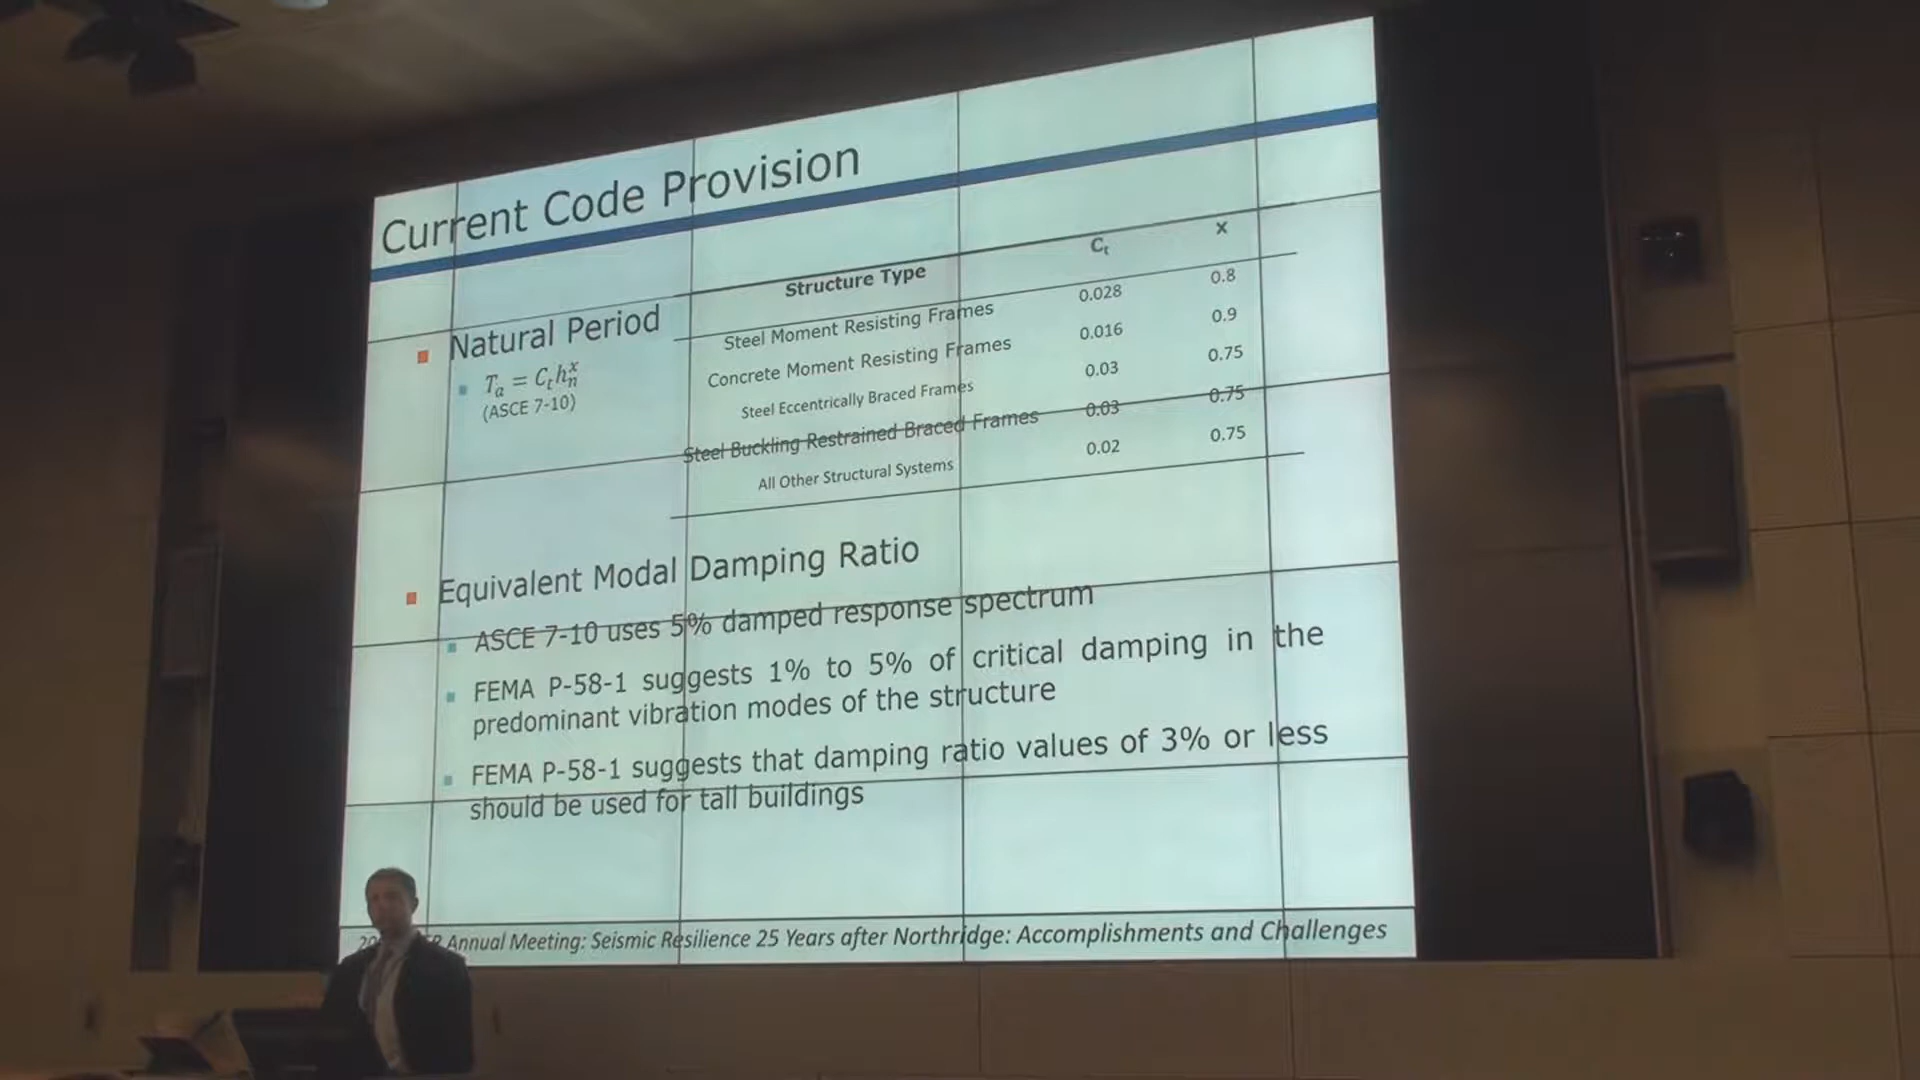 Current Code Provision
Natural Period
T_a = C_t h_n^x
(ASCE 7-10)
Structure Type C_t x
Steel Moment Resisting Frames 0.028 0.8
Concrete Moment Resisting Frames 0.016 0.9
Steel Eccentrically Braced Frames 0.03 0.75
Steel Buckling Restrained Braced Frames 0.03 0.75
All Other Structural Systems 0.02 0.75
Equivalent Modal Damping Ratio
ASCE 7-10 uses 5% damped response spectrum
FEMA P-58-1 suggests 1% to 5% of critical damping in the
predominant vibration modes of the structure
FEMA P-58-1 suggests that damping ratio values of 3% or less
should be used for tall buildings
Annual Meeting: Seismic Resilience 25 Years after Northridge: Accomplishments and Challenges